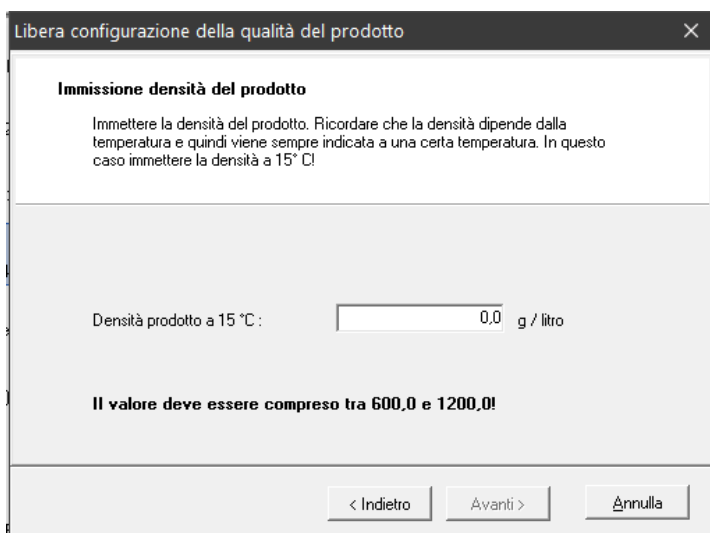 Libera configurazione della qualità del prodotto
Immissione densità del prodotto
Immettere la densità del prodotto. Ricordare che la densità dipende dalla
temperatura e quindi viene sempre indicata a una certa temperatura. In questo
caso immettere la densità a 15° C!
Densità prodotto a 15 °C : 0,0 g / litro
Il valore deve essere compreso tra 600,0 e 1200,0!
< Indietro Avanti > Annulla